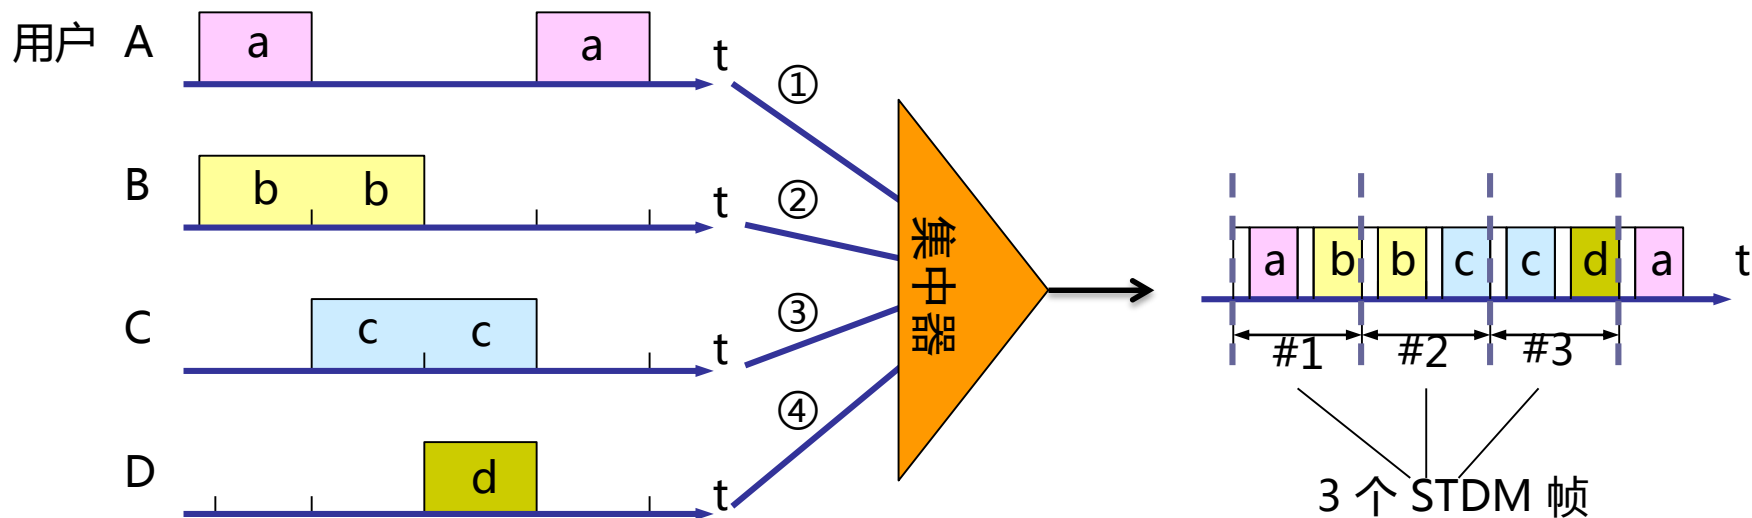 用户 A a a t
①
B b b t
②
C c c t
③
D d t
④
集中器
a b b c c d a t
#1 #2 #3
3 个 STDM 帧